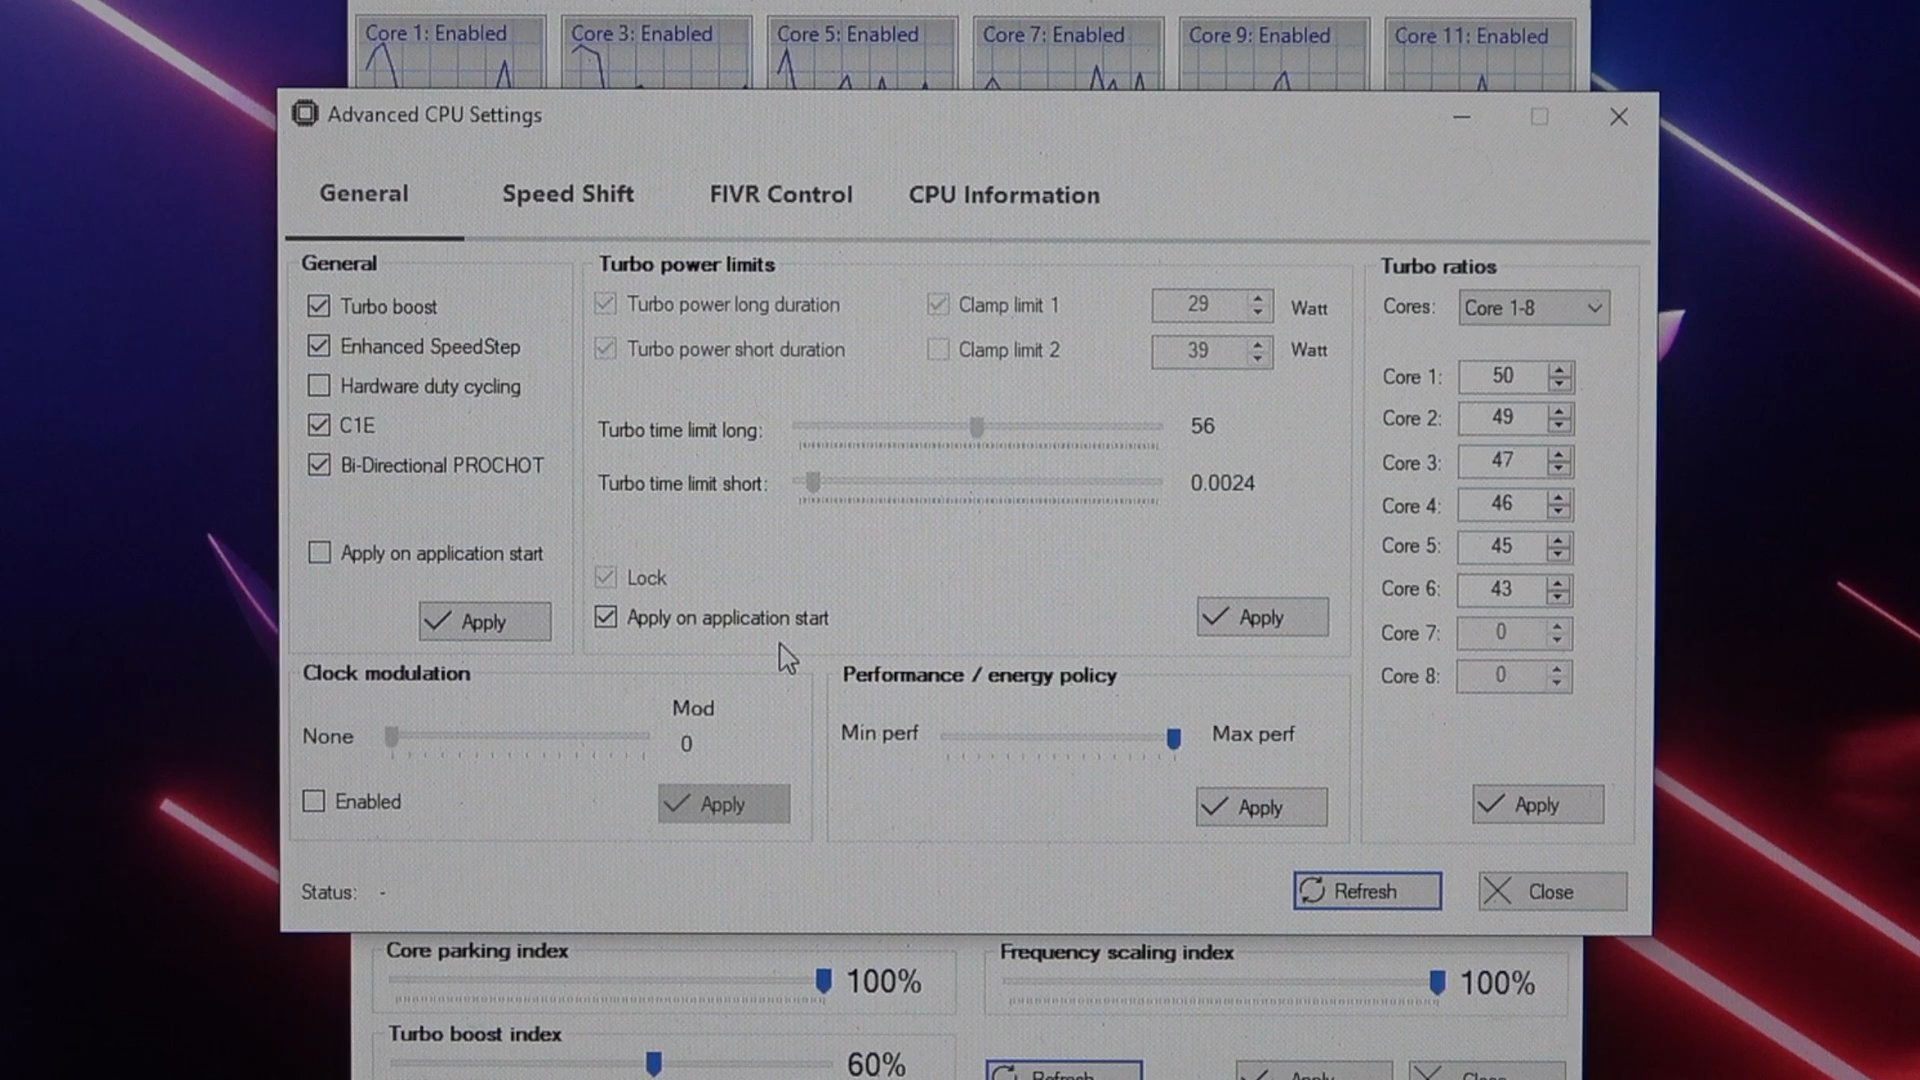 Core 1: Enabled
Core 3: Enabled
Core 5: Enabled
Core 7: Enabled
Core 9: Enabled
Core 11: Enabled
Advanced CPU Settings
General
Speed Shift
FIVR Control
CPU Information
General
Turbo boost
Enhanced SpeedStep
Hardware duty cycling
C1E
Bi-Directional PROCHOT
Apply on application start
Apply
Turbo power limits
Turbo power long duration
Clamp limit 1
29
Watt
Turbo power short duration
Clamp limit 2
39
Watt
Turbo time limit long:
56
Turbo time limit short:
0.0024
Lock
Apply on application start
Apply
Turbo ratios
Cores:
Core 1-8
Core 1:
50
Core 2:
49
Core 3:
47
Core 4:
46
Core 5:
45
Core 6:
43
Core 7:
0
Core 8:
0
Apply
Clock modulation
None
Mod
0
Enabled
Apply
Performance / energy policy
Min perf
Max perf
Apply
Status: -
Refresh
Close
Core parking index
100%
Frequency scaling index
100%
Turbo boost index
60%
Refresh
Apply
Close